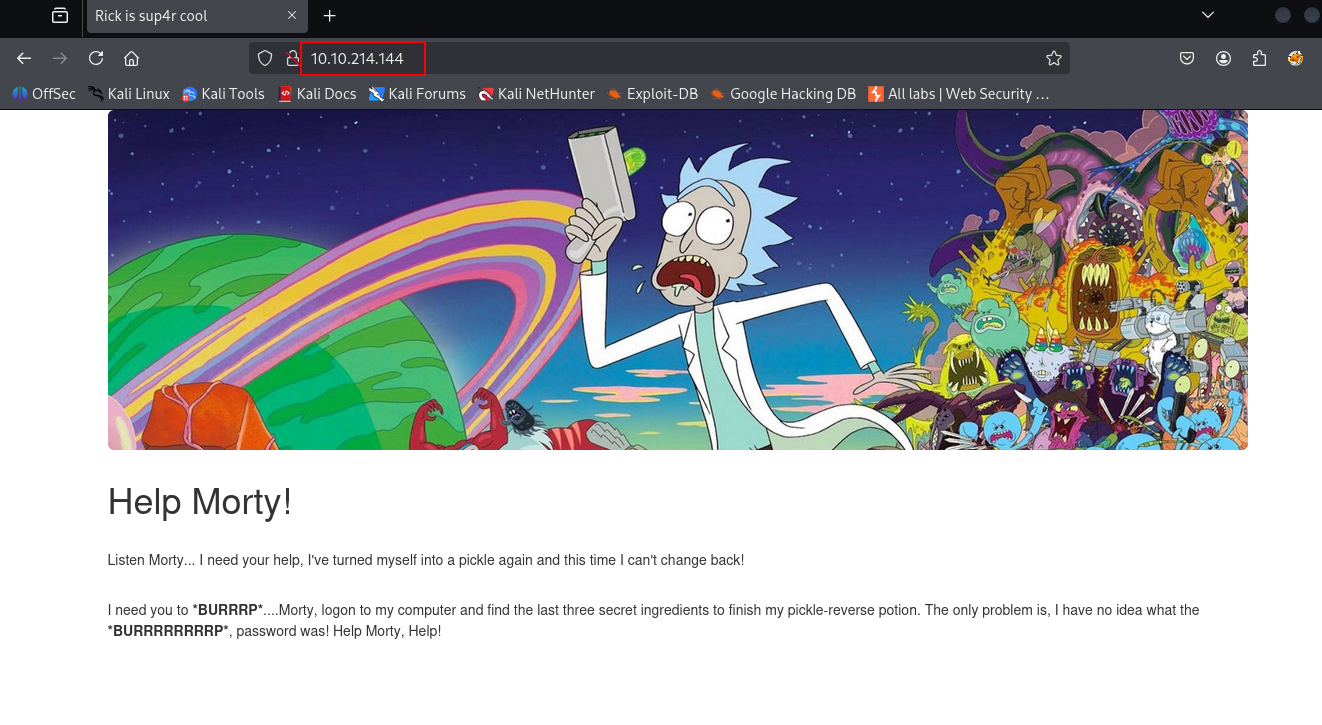 Rick is sup4r cool
10.10.214.144
OffSec Kali Linux Kali Tools Kali Docs Kali Forums Kali NetHunter Exploit-DB Google Hacking DB All labs | Web Security …
Help Morty!
Listen Morty... I need your help, I've turned myself into a pickle again and this time I can't change back!
I need you to *BURRRP*....Morty, logon to my computer and find the last three secret ingredients to finish my pickle-reverse potion. The only problem is, I have no idea what the
*BURRRRRRRRP*, password was! Help Morty, Help!